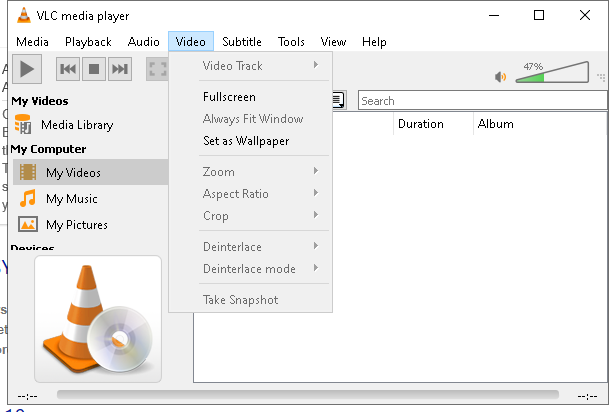 VLC media player
Media Playback Audio Video Subtitle Tools View Help
47%
Video Track
Fullscreen
Always Fit Window
Set as Wallpaper
Zoom
Aspect Ratio
Crop
Deinterlace
Deinterlace mode
Take Snapshot
My Videos
Media Library
My Computer
My Videos
My Music
My Pictures
Devices
Search
Duration Album
--:-- --:--